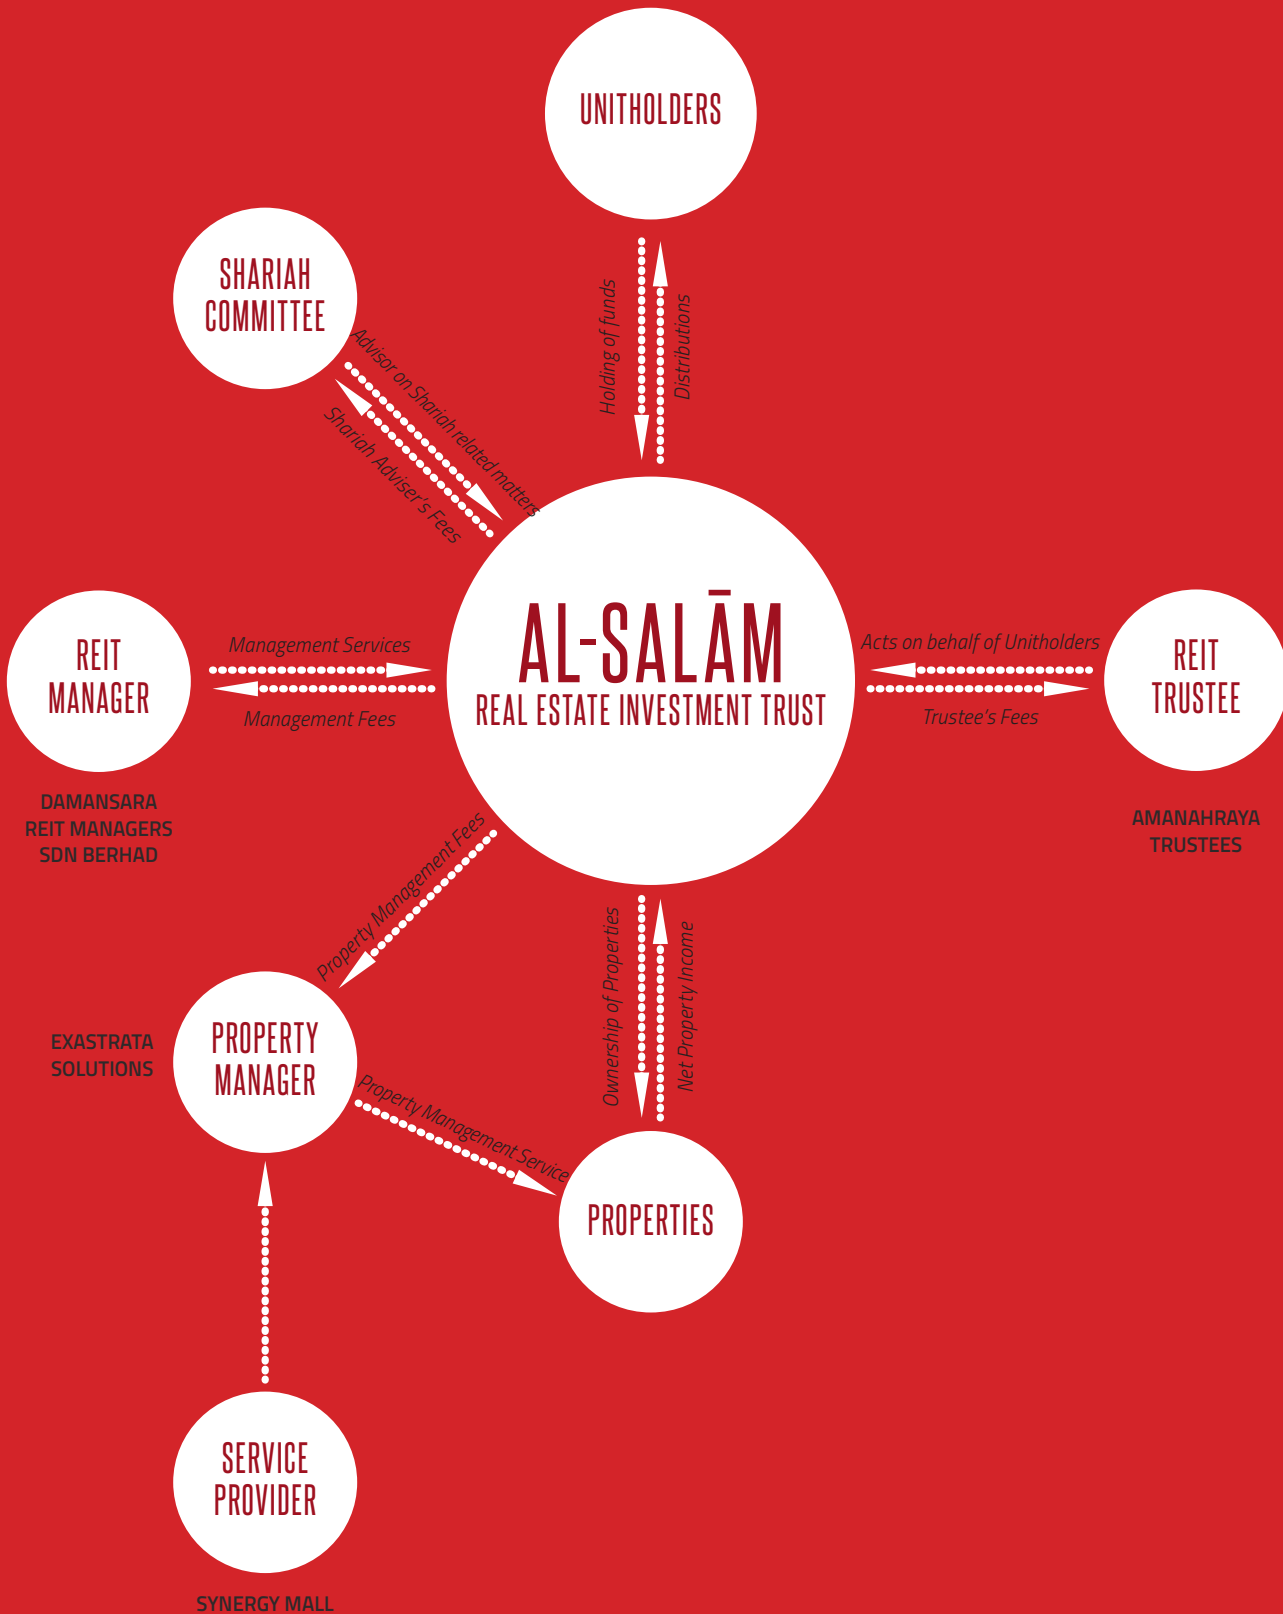 UNITHOLDERS
Holding of funds
Distributions
SHARIAH
COMMITTEE
Advisor on Shariah related matters
Shariah Adviser's Fees
AL-SALĀM
REAL ESTATE INVESTMENT TRUST
REIT
MANAGER
Management Services
Management Fees
DAMANSARA
REIT MANAGERS
SDN BERHAD
Acts on behalf of Unitholders
Trustee's Fees
REIT
TRUSTEE
AMANAHRAYA
TRUSTEES
Property Management Fees
Ownership of Properties
Net Property Income
EXASTRATA
SOLUTIONS
PROPERTY
MANAGER
Property Management Service
PROPERTIES
SERVICE
PROVIDER
SYNERGY MALL